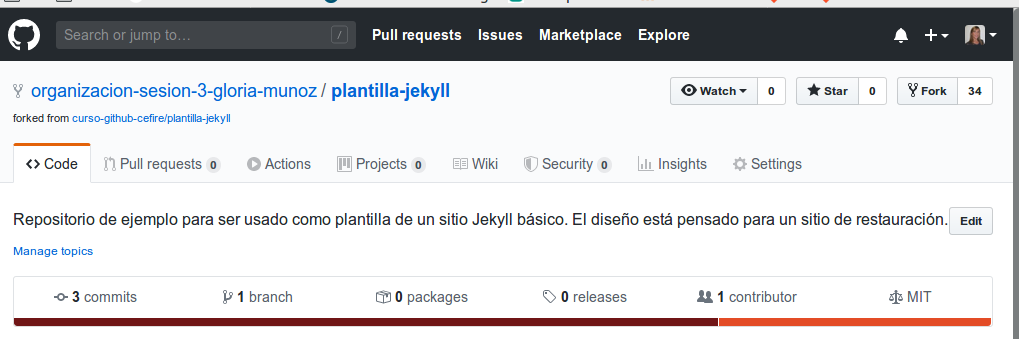 Search or jump to… / Pull requests Issues Marketplace Explore
organizacion-sesion-3-gloria-munoz / plantilla-jekyll Watch 0 Star 0 Fork 34
forked from curso-github-cefire/plantilla-jekyll
Code Pull requests 0 Actions Projects 0 Wiki Security 0 Insights Settings
Repositorio de ejemplo para ser usado como plantilla de un sitio Jekyll básico. El diseño está pensado para un sitio de restauración. Edit
Manage topics
3 commits 1 branch 0 packages 0 releases 1 contributor MIT